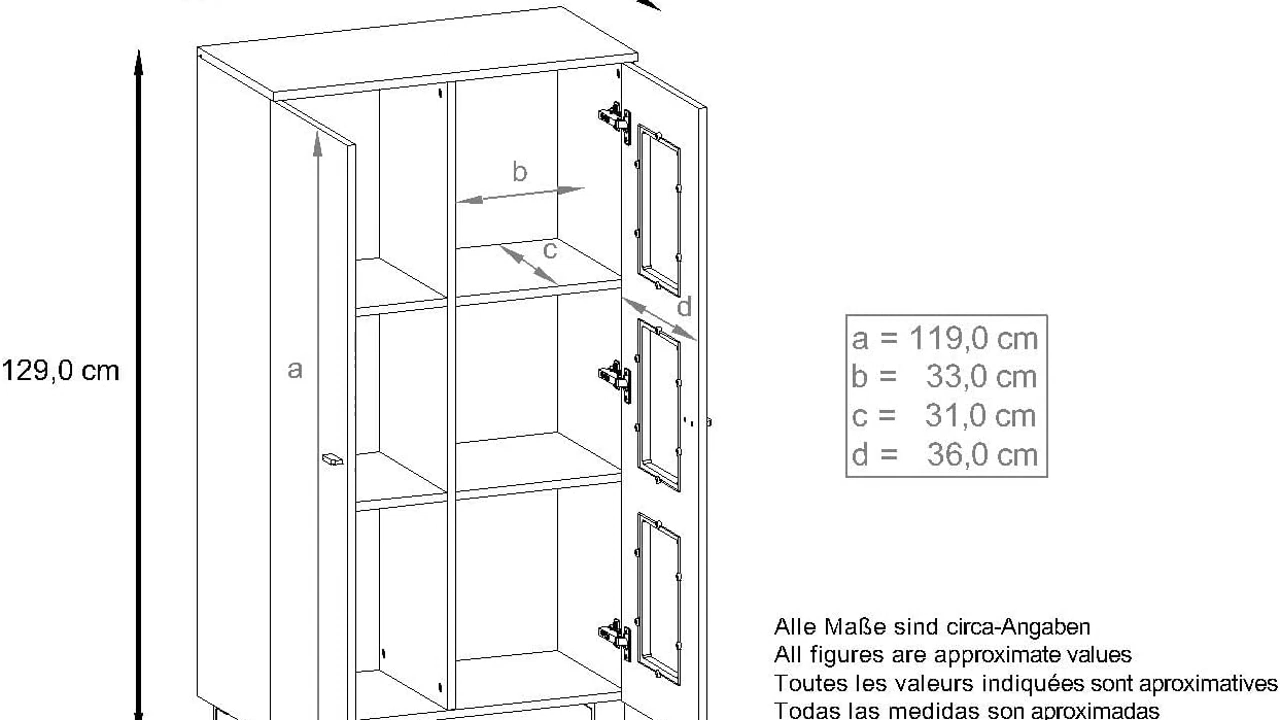 129,0 cm
a
b
c
d
a = 119,0 cm
b = 33,0 cm
c = 31,0 cm
d = 36,0 cm
Alle Maße sind circa-Angaben
All figures are approximate values
Toutes les valeurs indiquées sont aproximatives
Todas las medidas son aproximadas